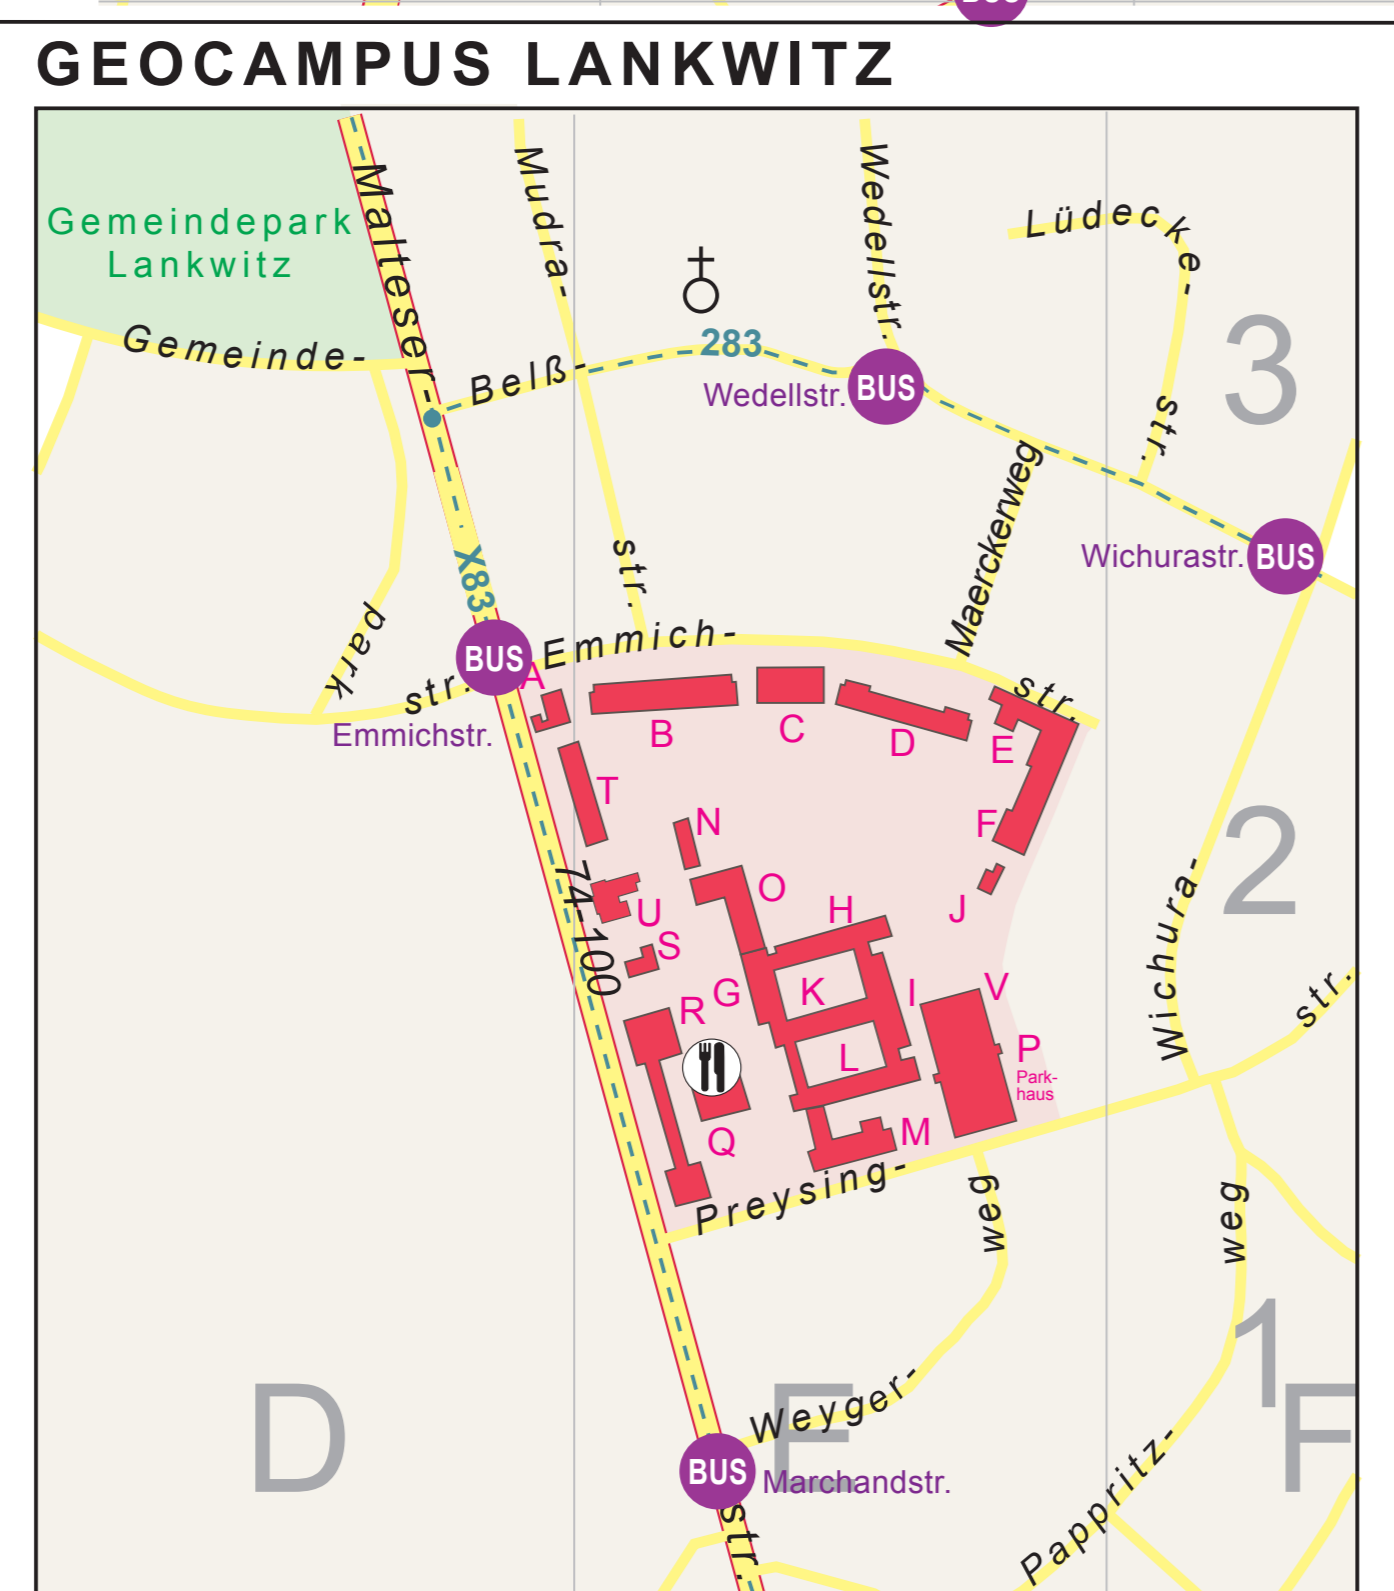 BUS
GEOCAMPUS LANKWITZ
Gemeindepark
Lankwitz
Malteser-
Mudra-
Wedellstr.
Lüdecke-
Gemeinde-
Belß-
283
Wedellstr.
BUS
3
str.
Maerckerweg
Wichurastr.
BUS
X83
str.
park
BUS
Emmich-
str.
str.
Emmichstr.
A
B
C
D
E
T
N
F
74-100
U
O
J
H
S
2
Wichura-
G
K
I
V
R
L
P
Park-
haus
str.
Q
M
Preysing-
weg
weg
1
D
E
F
Weyger-
BUS
Marchandstr.
str.
Pappritz-